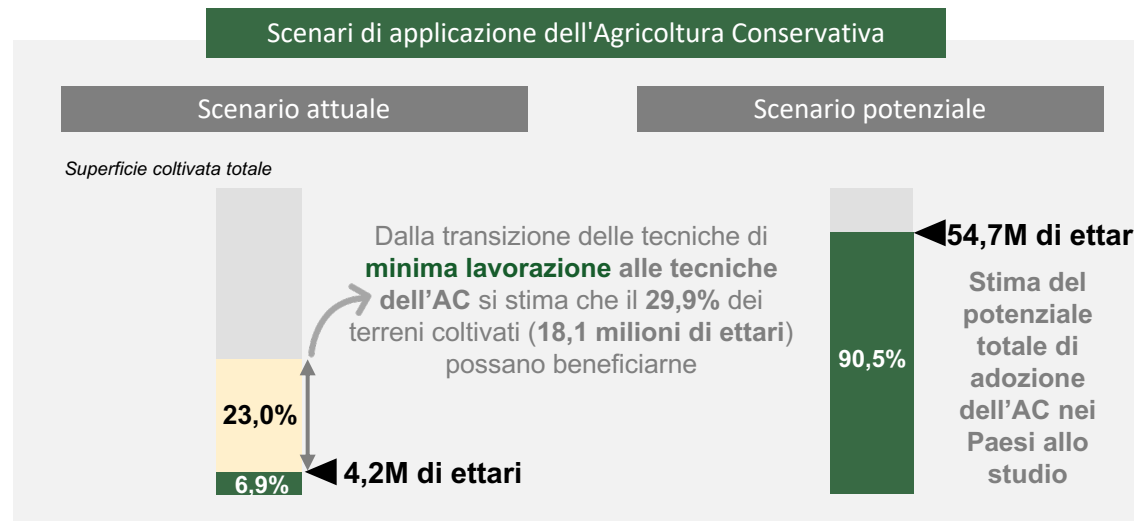 Scenari di applicazione dell'Agricoltura Conservativa
Scenario attuale
Superficie coltivata totale
Dalla transizione delle tecniche di
minima lavorazione alle tecniche
dell'AC si stima che il 29,9% dei
terreni coltivati (18,1 milioni di ettari)
possano beneficiarne
23,0%
6,9%
4,2M di ettari
Scenario potenziale
54,7M di ettar
90,5%
Stima del
potenziale
totale di
adozione
dell'AC nei
Paesi allo
studio